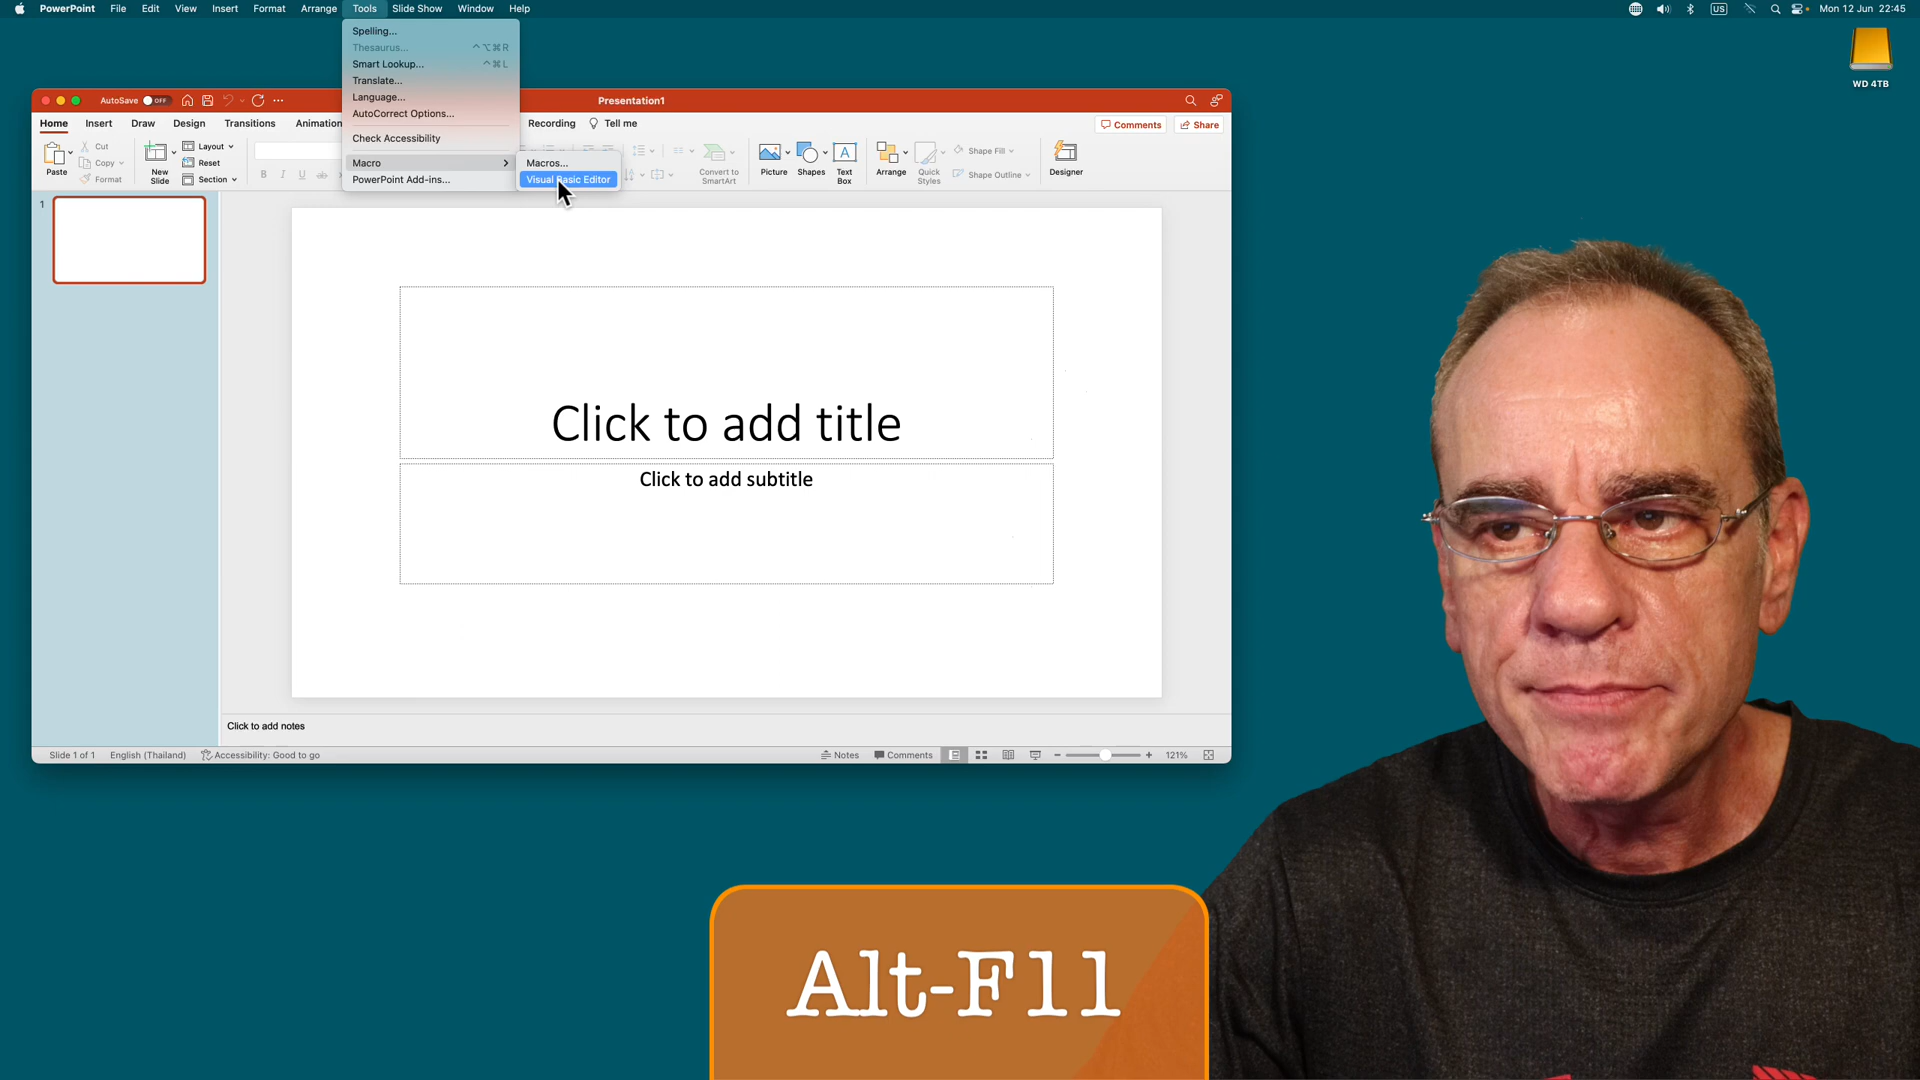 PowerPoint File Edit View Insert Format Arrange Tools Slide Show Window Help US Mon 12 Jun 22:45
Spelling...
Thesaurus... ^⌥⌘R
Smart Lookup... ^⌘L
Translate...
Language...
AutoCorrect Options...
Check Accessibility
Macro
PowerPoint Add-ins...
Macros...
Visual Basic Editor
WD 4TB
AutoSave OFF Presentation1
Home Insert Draw Design Transitions Animation Recording Tell me Comments Share
Paste
Cut
Copy
Format
New
Slide
Layout
Reset
Section
B I U ab
Convert to
SmartArt
Picture
Shapes
Text
Box
Arrange
Quick
Styles
Shape Fill
Shape Outline
Designer
1
Click to add title
Click to add subtitle
Click to add notes
Slide 1 of 1 English (Thailand) Accessibility: Good to go Notes Comments 121%
Alt-F11